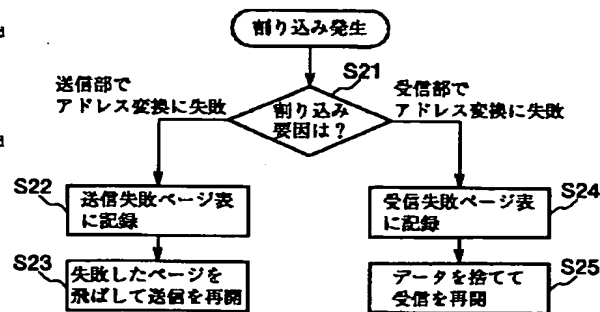 割り込み発生
S21
送信部で
アドレス変換に失敗
受信部で
アドレス変換に失敗
割り込み
要因は?
S22
送信失敗ページ表
に記録
S24
受信失敗ページ表
に記録
S23
失敗したページを
飛ばして送信を再開
S25
データを捨てて
受信を再開